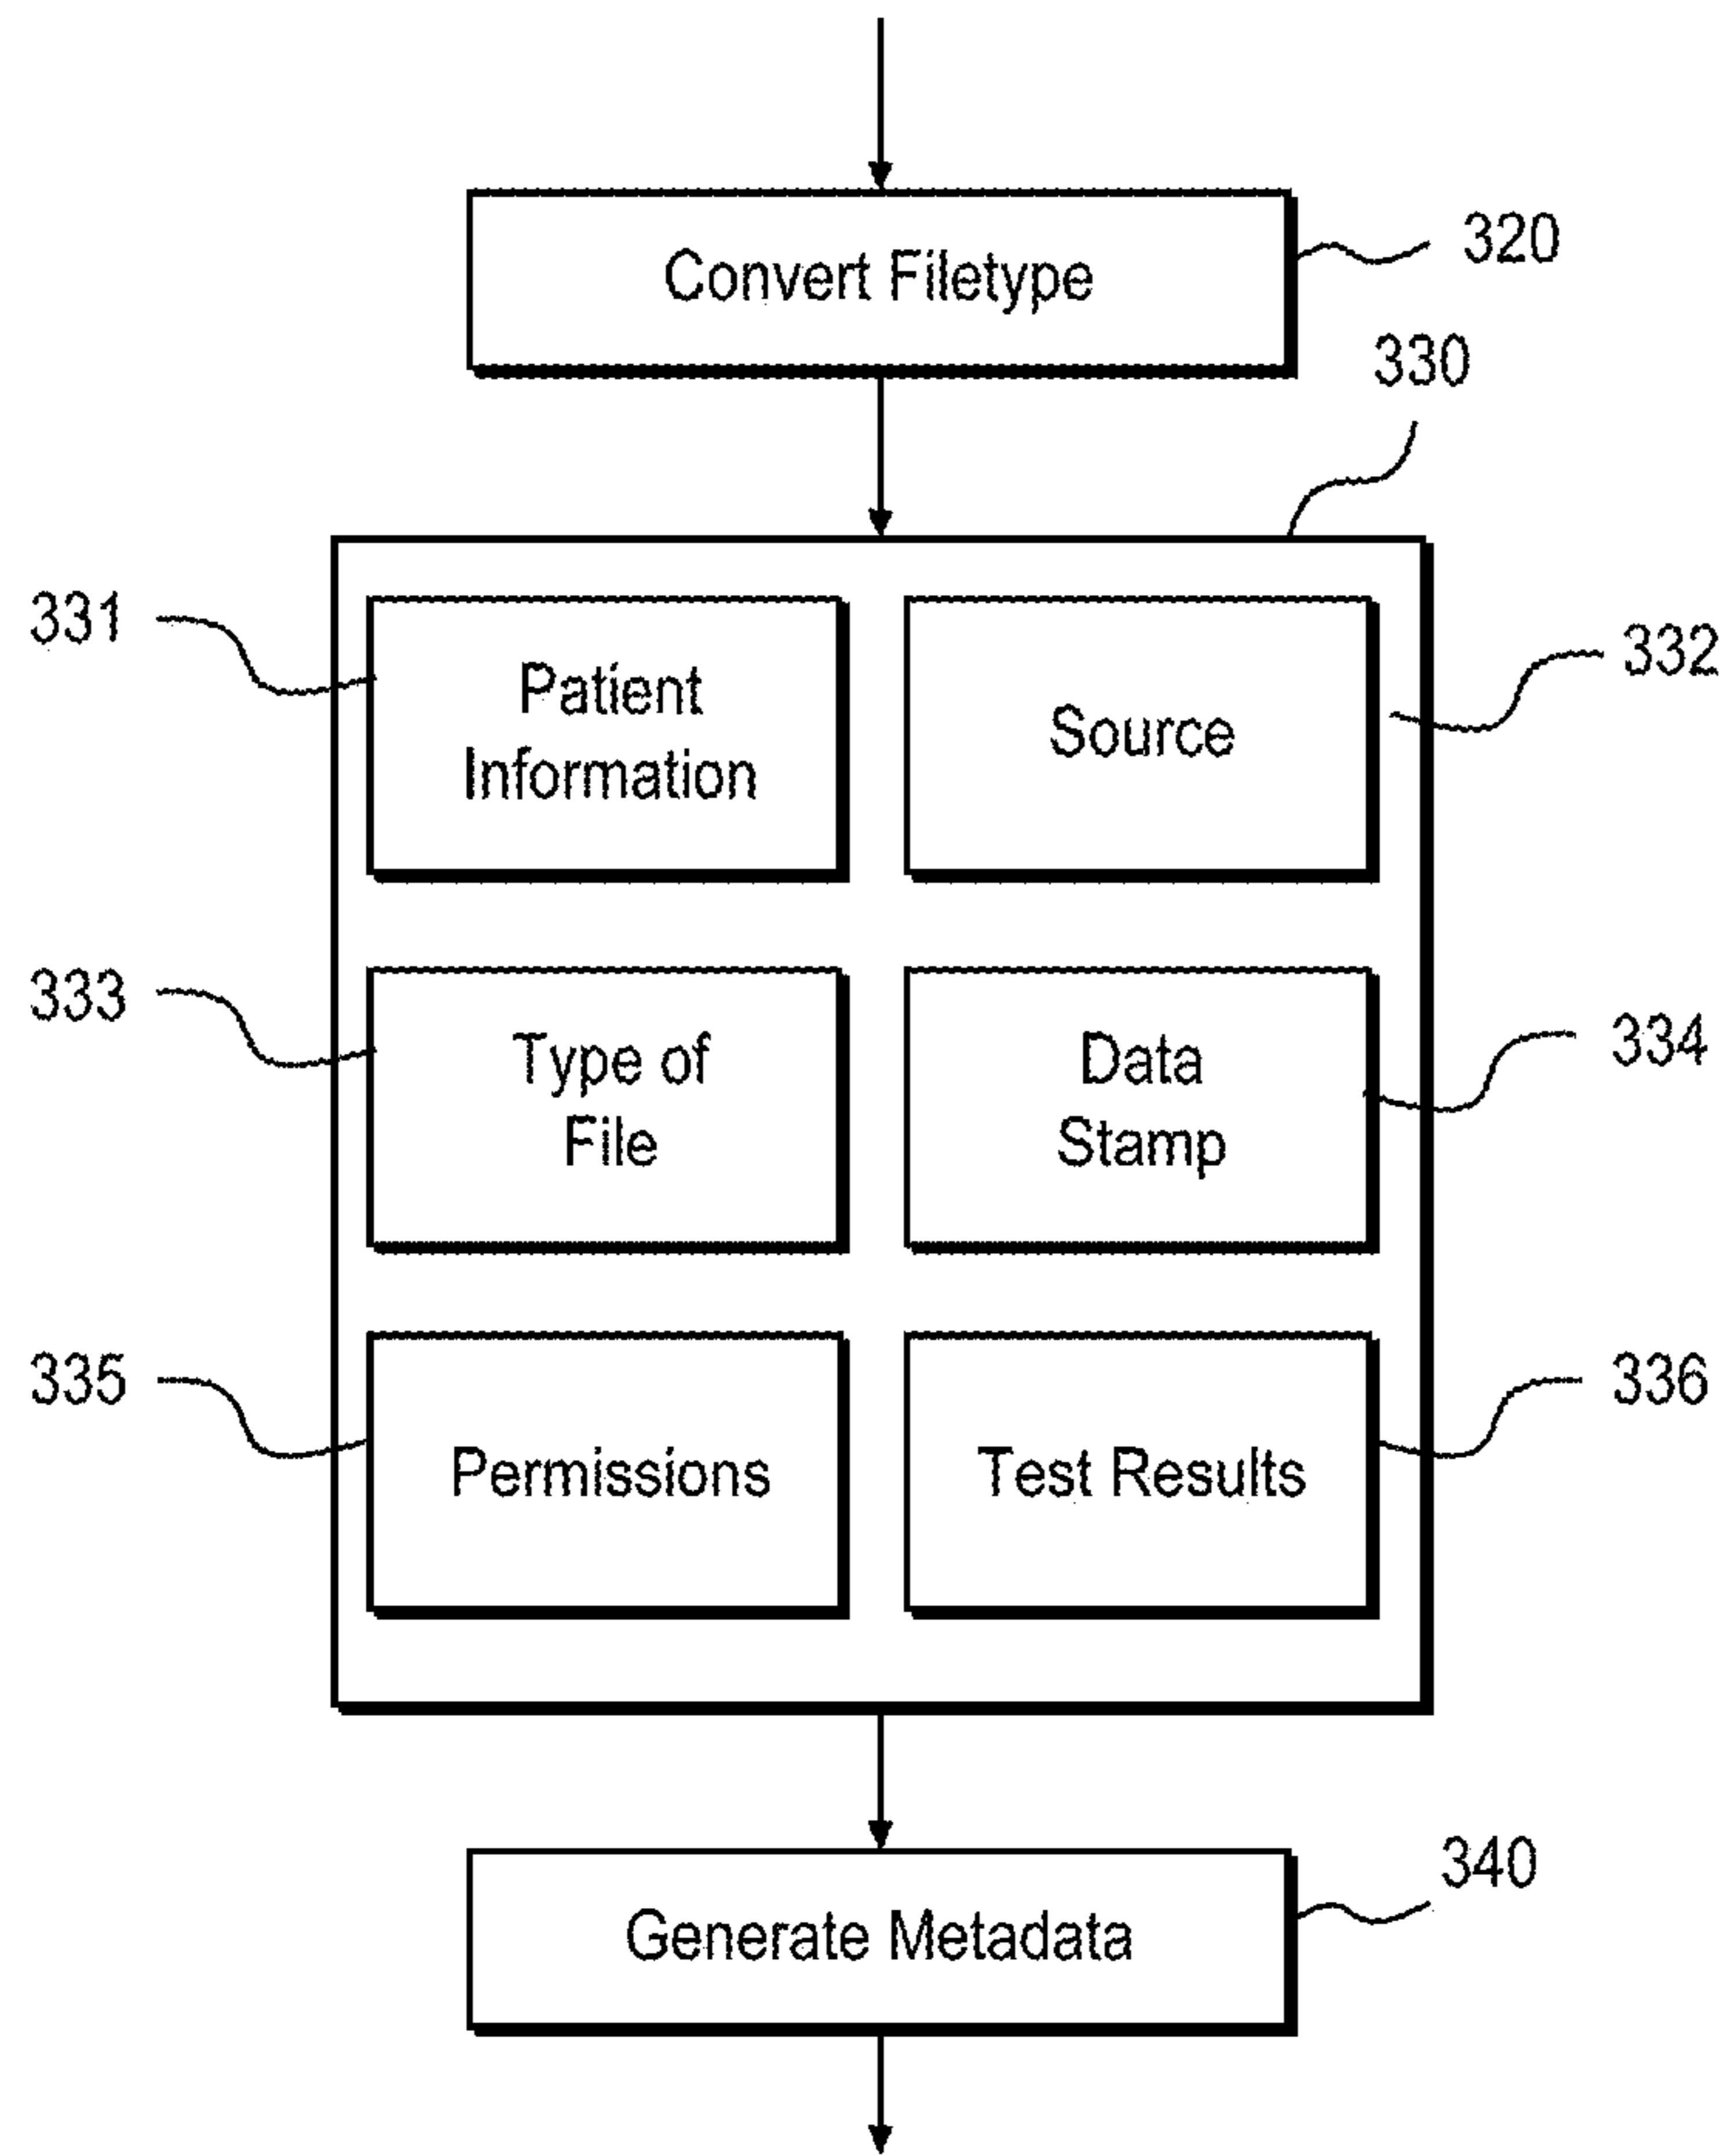 Convert Filetype
320
330
331
Patient
Information
Source
332
333
Type of
File
Data
Stamp
334
335
Permissions
Test Results
336
Generate Metadata
340